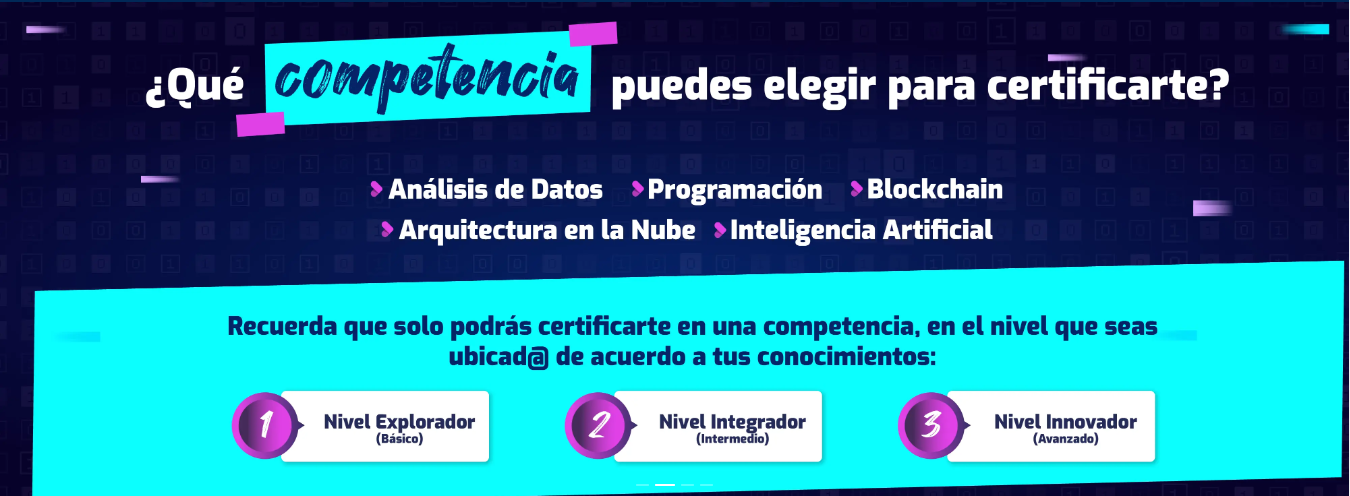 ¿Qué competencia puedes elegir para certificarte?
Análisis de Datos Programación Blockchain
Arquitectura en la Nube Inteligencia Artificial
Recuerda que solo podrás certificarte en una competencia, en el nivel que seas
ubicad@ de acuerdo a tus conocimientos:
1 Nivel Explorador
(Básico)
2 Nivel Integrador
(Intermedio)
3 Nivel Innovador
(Avanzado)